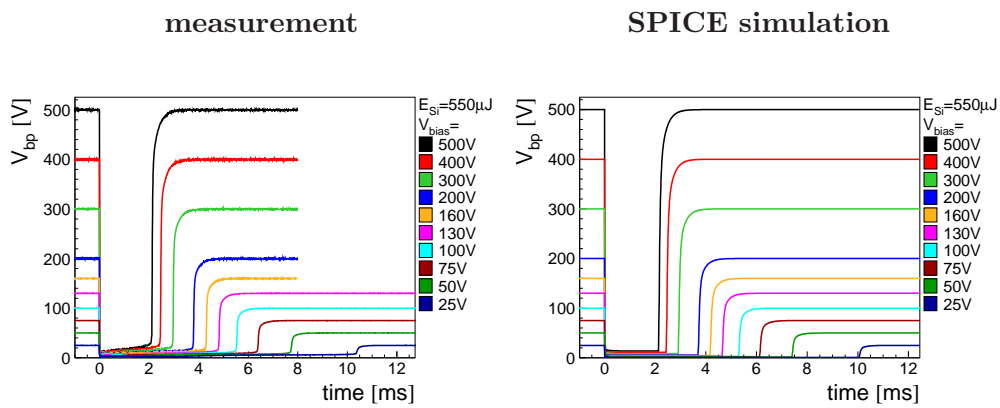 measurement
SPICE simulation
V_bp [V]
500
400
300
200
100
0
0 2 4 6 8 10 12
time [ms]
E_Si=550µJ
V_bias=
500V
400V
300V
200V
160V
130V
100V
75V
50V
25V
V_bp [V]
500
400
300
200
100
0
0 2 4 6 8 10 12
time [ms]
E_Si=550µJ
V_bias=
500V
400V
300V
200V
160V
130V
100V
75V
50V
25V